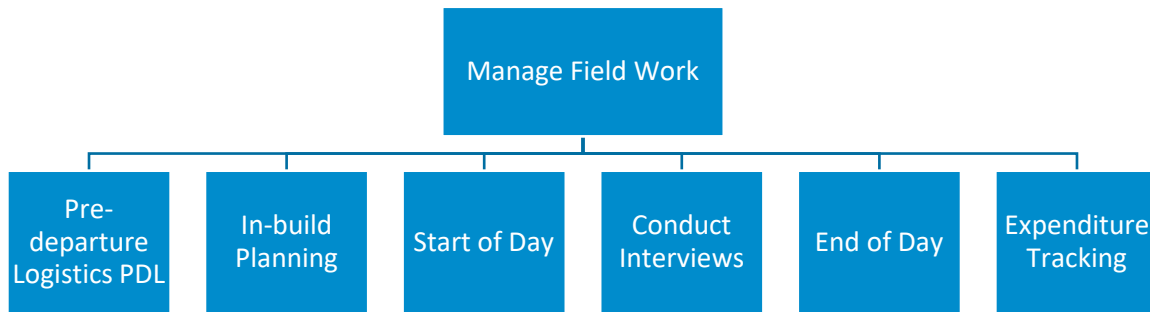 Manage Field Work
Pre-
departure
Logistics PDL
In-build
Planning
Start of Day
Conduct
Interviews
End of Day
Expenditure
Tracking